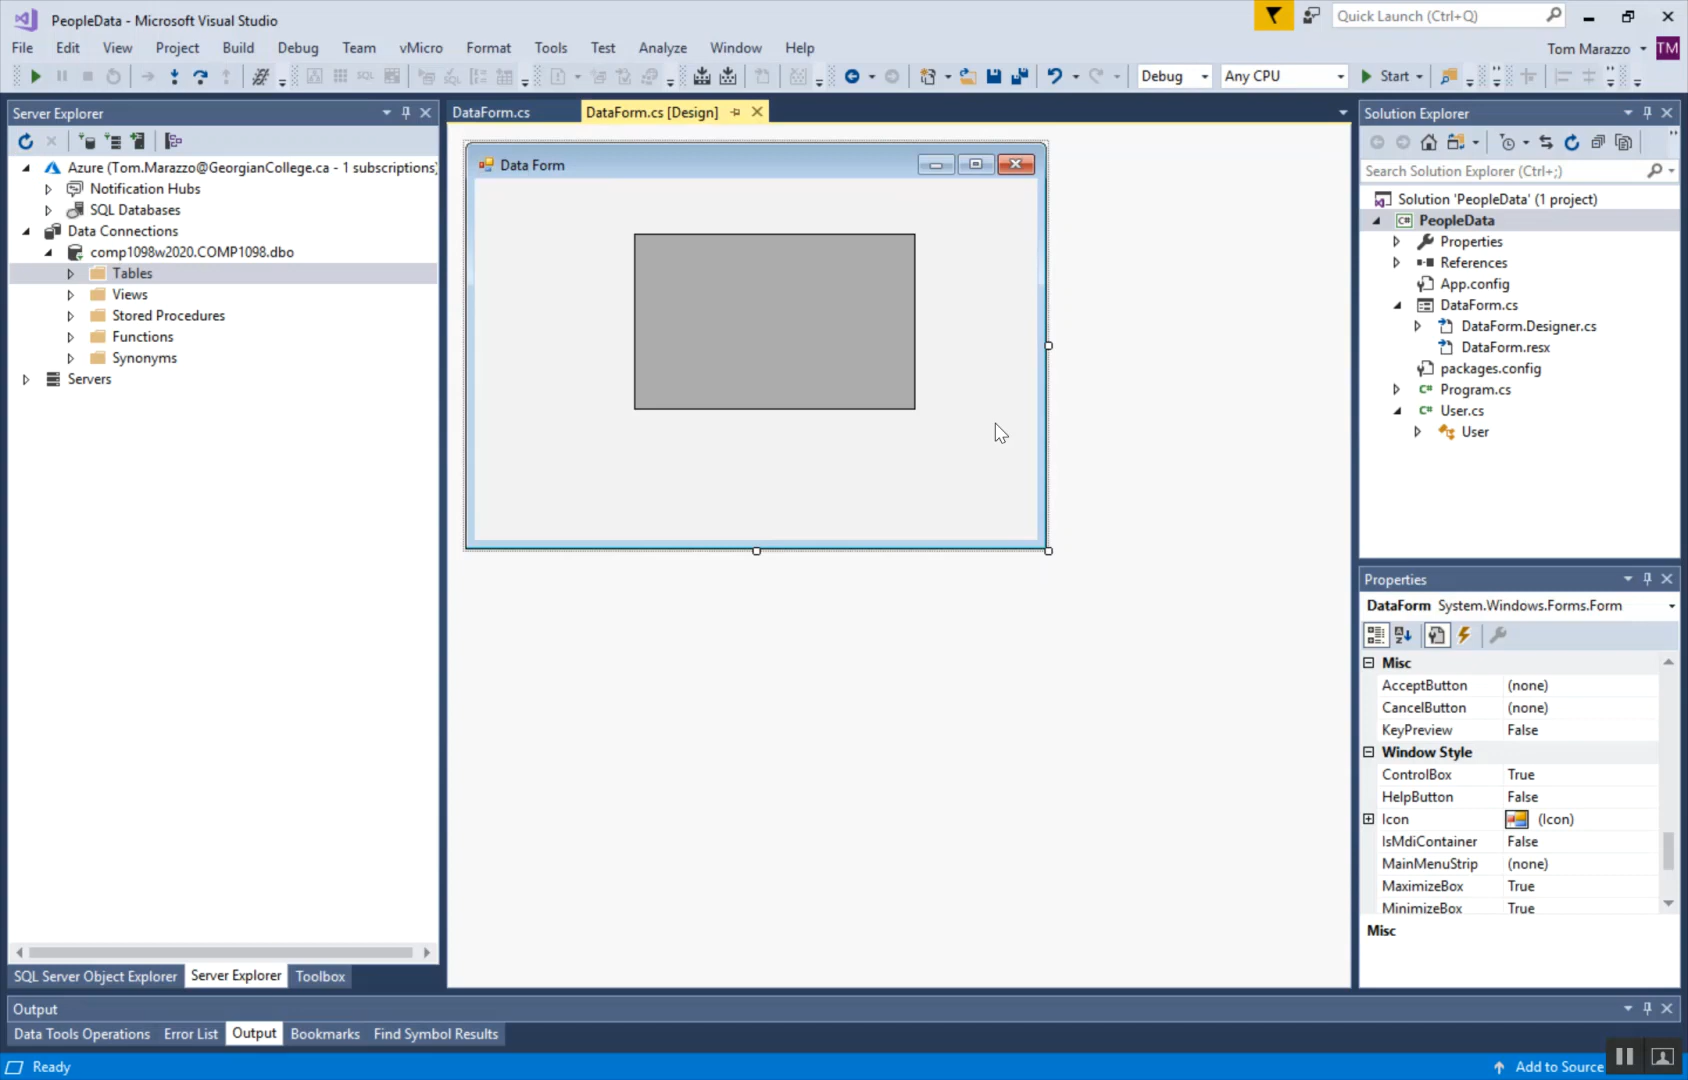 PeopleData - Microsoft Visual Studio
Quick Launch (Ctrl+Q)
File Edit View Project Build Debug Team vMicro Format Tools Test Analyze Window Help
Tom Marazzo TM
Debug Any CPU Start
Server Explorer
Azure (Tom.Marazzo@GeorgianCollege.ca - 1 subscriptions)
Notification Hubs
SQL Databases
Data Connections
comp1098w2020.COMP1098.dbo
Tables
Views
Stored Procedures
Functions
Synonyms
Servers
SQL Server Object Explorer Server Explorer Toolbox
DataForm.cs DataForm.cs [Design]
Data Form
Solution Explorer
Search Solution Explorer (Ctrl+;)
Solution 'PeopleData' (1 project)
PeopleData
Properties
References
App.config
DataForm.cs
DataForm.Designer.cs
DataForm.resx
packages.config
Program.cs
User.cs
User
Properties
DataForm System.Windows.Forms.Form
Misc
AcceptButton (none)
CancelButton (none)
KeyPreview False
Window Style
ControlBox True
HelpButton False
Icon (Icon)
IsMdiContainer False
MainMenuStrip (none)
MaximizeBox True
MinimizeBox True
Misc
Output
Data Tools Operations Error List Output Bookmarks Find Symbol Results
Ready
Add to Source